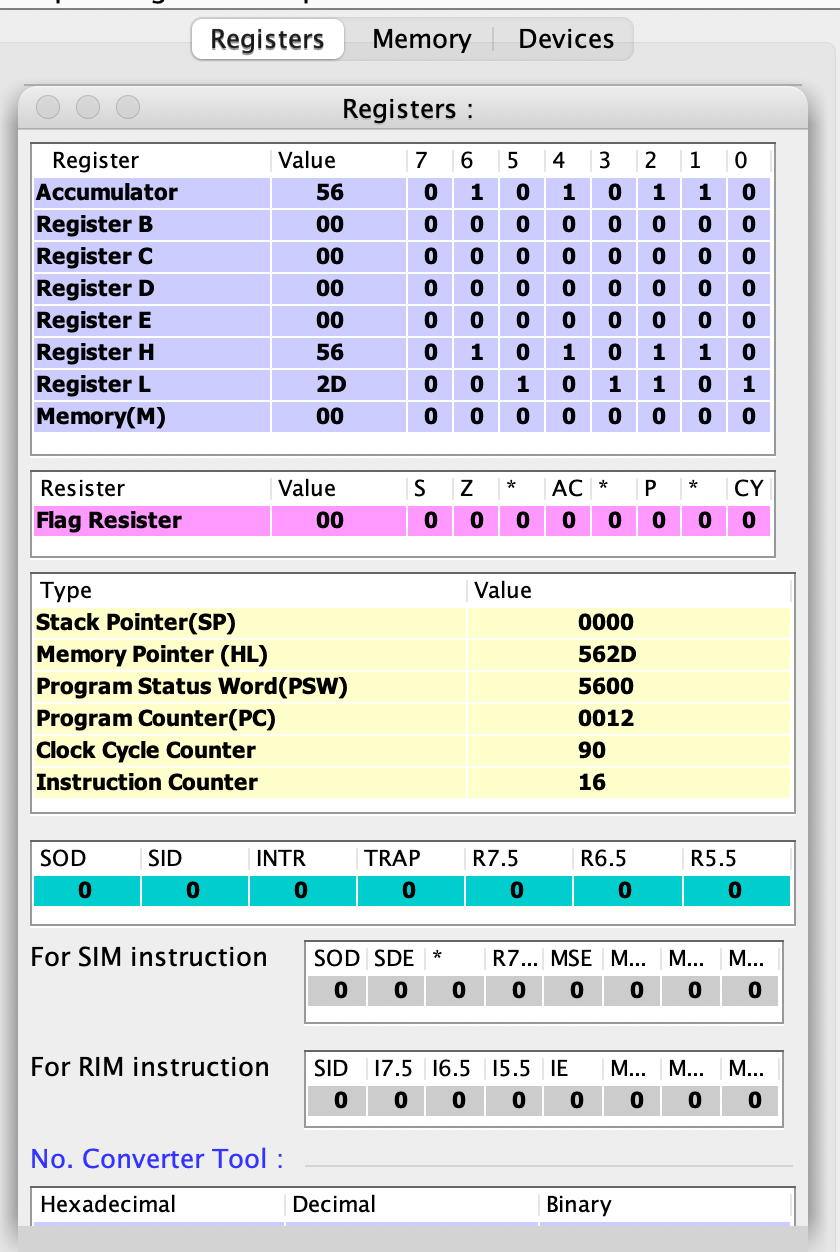 Registers Memory Devices
Registers :
Register Value 7 6 5 4 3 2 1 0
Accumulator 56 0 1 0 1 0 1 1 0
Register B 00 0 0 0 0 0 0 0 0
Register C 00 0 0 0 0 0 0 0 0
Register D 00 0 0 0 0 0 0 0 0
Register E 00 0 0 0 0 0 0 0 0
Register H 56 0 1 0 1 0 1 1 0
Register L 2D 0 0 1 0 1 1 0 1
Memory(M) 00 0 0 0 0 0 0 0 0
Resister Value S Z * AC * P * CY
Flag Resister 00 0 0 0 0 0 0 0 0
Type Value
Stack Pointer(SP) 0000
Memory Pointer (HL) 562D
Program Status Word(PSW) 5600
Program Counter(PC) 0012
Clock Cycle Counter 90
Instruction Counter 16
SOD SID INTR TRAP R7.5 R6.5 R5.5
0 0 0 0 0 0 0
For SIM instruction SOD SDE * R7... MSE M... M... M...
0 0 0 0 0 0 0 0
For RIM instruction SID I7.5 I6.5 I5.5 IE M... M... M...
0 0 0 0 0 0 0 0
No. Converter Tool :
Hexadecimal Decimal Binary